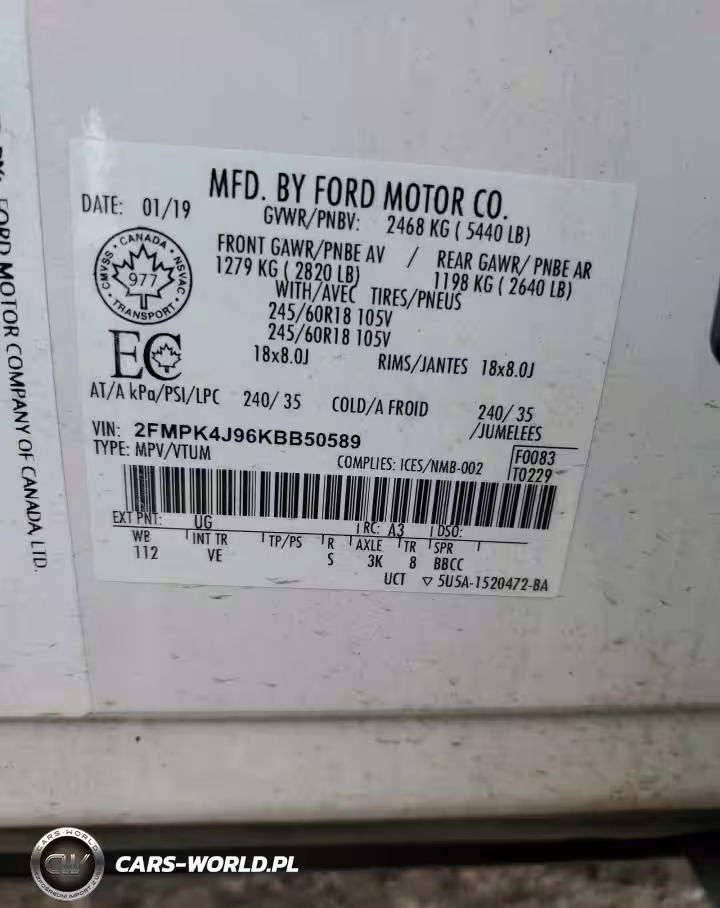 FORD MOTOR COMPANY OF CANADA, LTD.
MFD. BY FORD MOTOR CO.
DATE: 01/19
GVWR/PNBV: 2468 KG ( 5440 LB)
FRONT GAWR/PNBE AV / REAR GAWR/ PNBE AR
1279 KG ( 2820 LB) 1198 KG ( 2640 LB)
WITH/AVEC TIRES/PNEUS
245/60R18 105V
245/60R18 105V
18x8.0J RIMS/JANTES 18x8.0J
CANADA
CMVSS NSVAC
977
TRANSPORT
EC
AT/A kPa/PSI/LPC 240/ 35 COLD/A FROID 240/ 35
VIN: 2FMPK4J96KBB50589 /JUMELEES
TYPE: MPV/VTUM COMPLIES: ICES/NMB-002 F0083
T0229
EXT PNT: UG RC: A3 DSO:
WB INT TR TP/PS R AXLE TR SPR
112 VE S 3K 8 BBCC
UCT ▽ 5U5A-1520472-BA
CARS-WORLD
CW
CARS-WORLD.PL